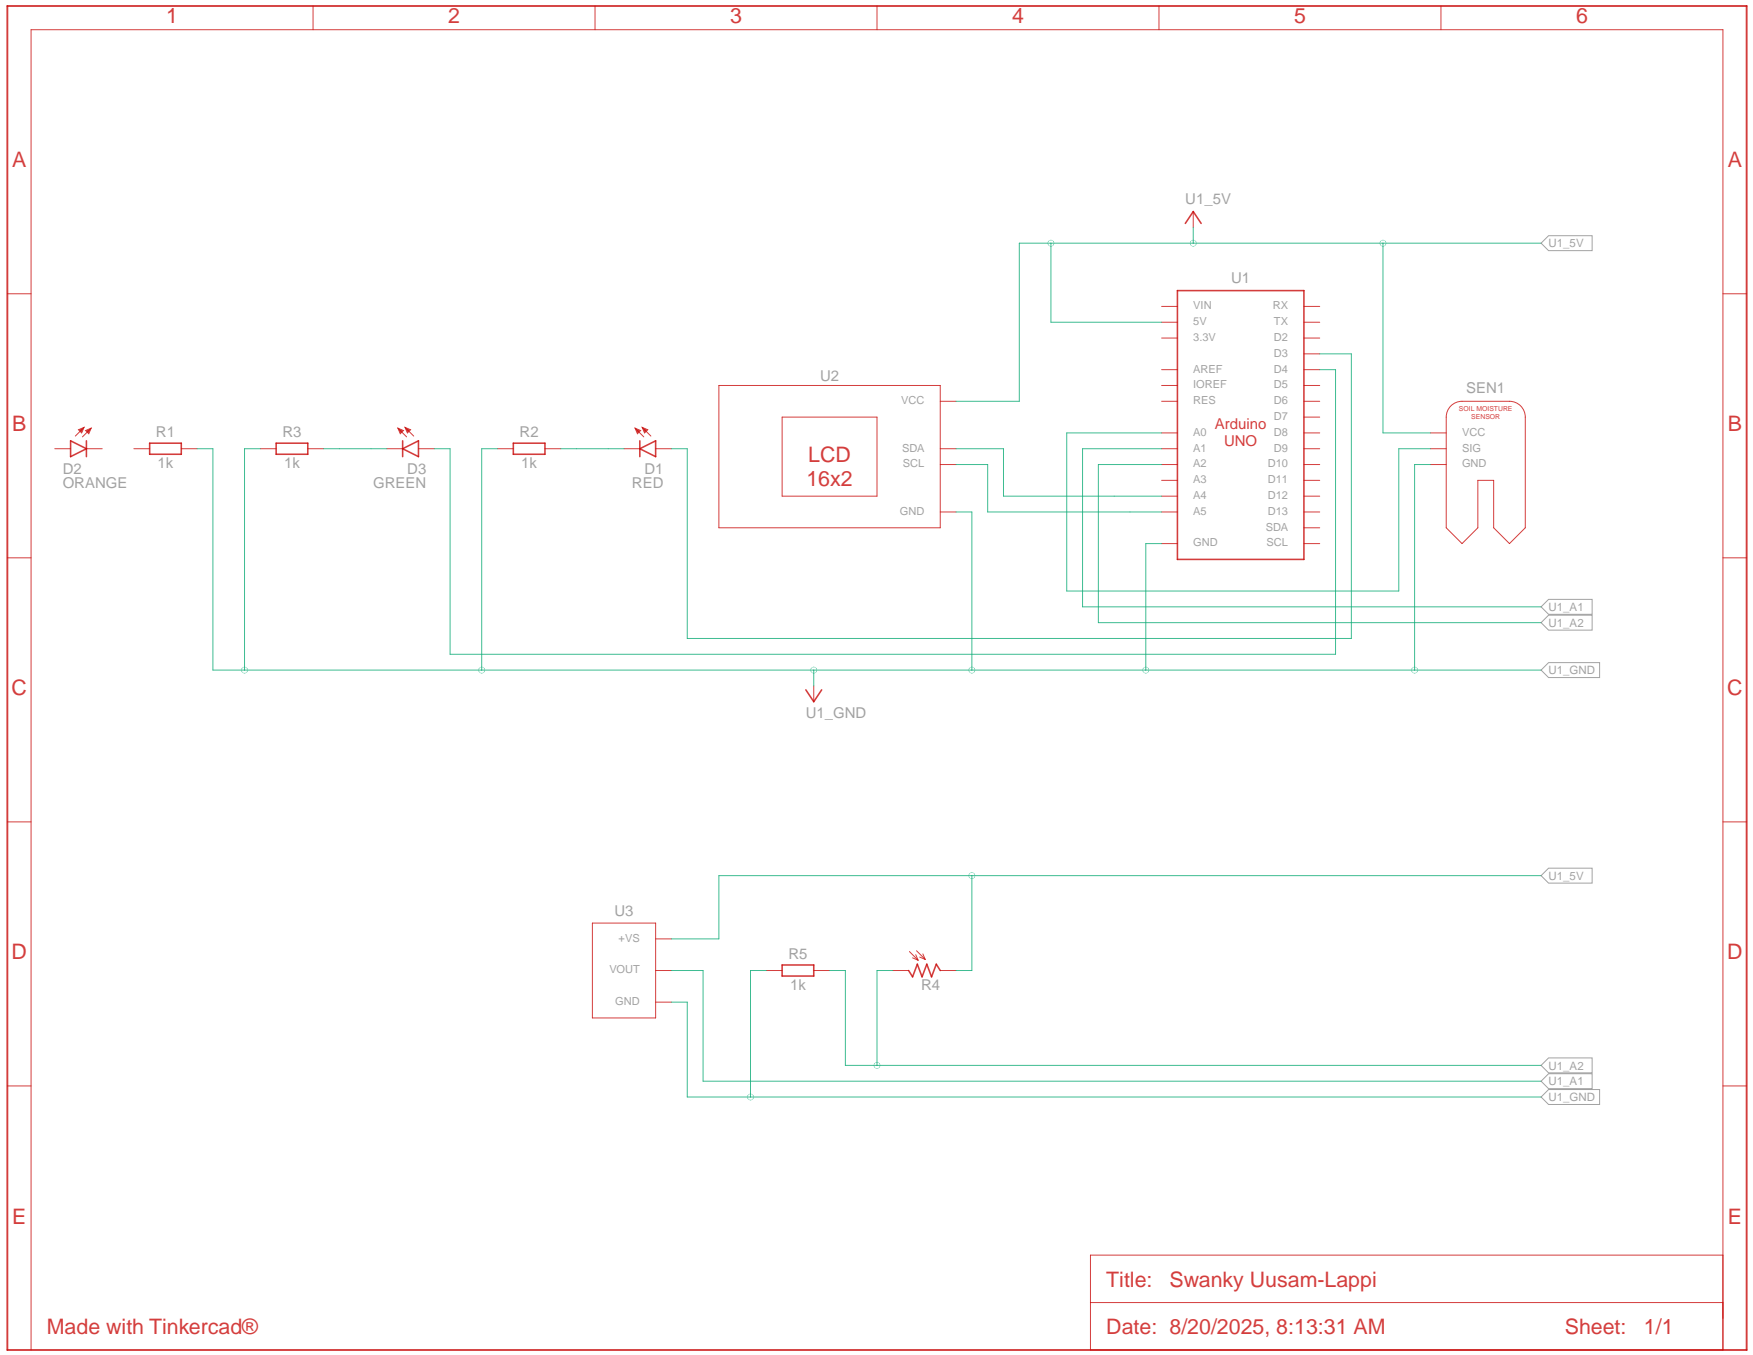 1 2 3 4 5 6
A A
U1_5V
U1_5V
U1
VIN RX
5V TX
3.3V D2
D3
AREF D4
IOREF D5
RES D6
D7
A0 D8
A1 D9
A2 D10
A3 D11
A4 D12
A5 D13
SDA
GND SCL
Arduino
UNO
U2
VCC
SDA
SCL
GND
LCD
16x2
SEN1
SOIL MOISTURE
SENSOR
VCC
SIG
GND
B B
D2
ORANGE
R1
1k
R3
1k
D3
GREEN
R2
1k
D1
RED
U1_A1
U1_A2
U1_GND
C C
U1_GND
U1_5V
U3
+VS
VOUT
GND
D D
R5
1k
R4
U1_A2
U1_A1
U1_GND
E E
Title: Swanky Uusam-Lappi
Made with Tinkercad®
Date: 8/20/2025, 8:13:31 AM Sheet: 1/1